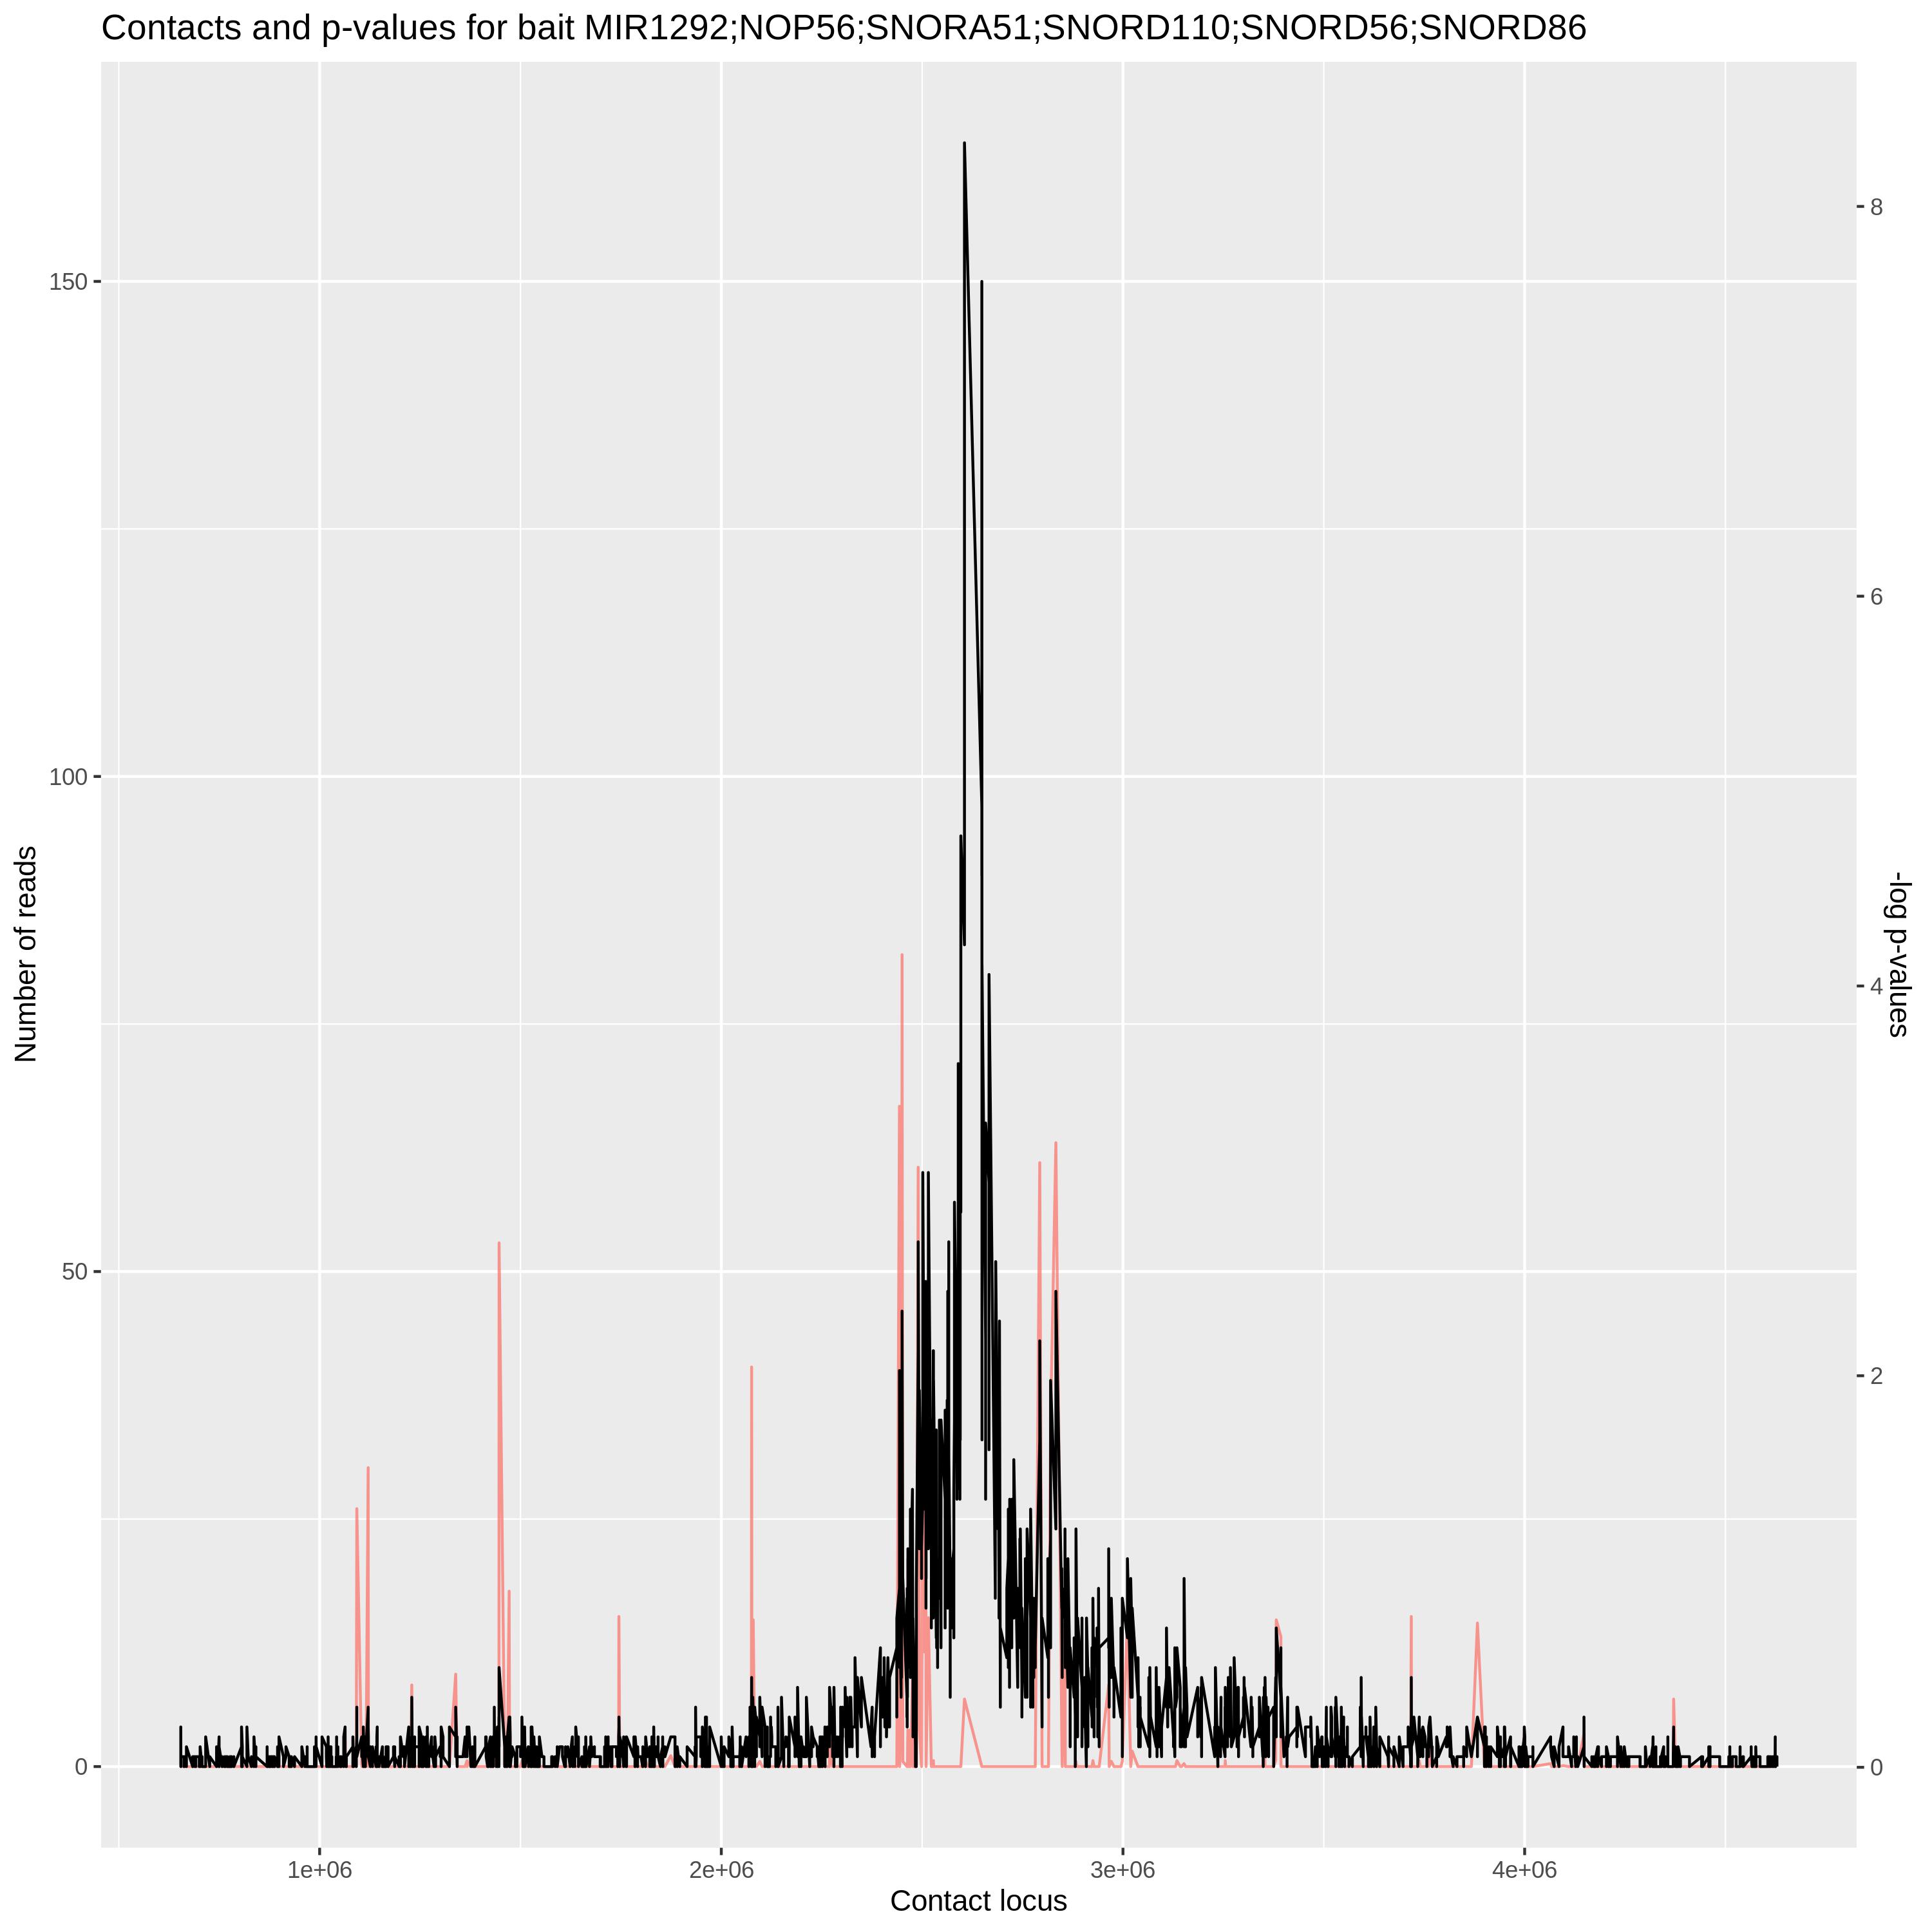 Contacts and p-values for bait MIR1292;NOP56;SNORA51;SNORD110;SNORD56;SNORD86
150
100
50
0
Number of reads
8
6
4
2
0
-log p-values
1e+06
2e+06
3e+06
4e+06
Contact locus